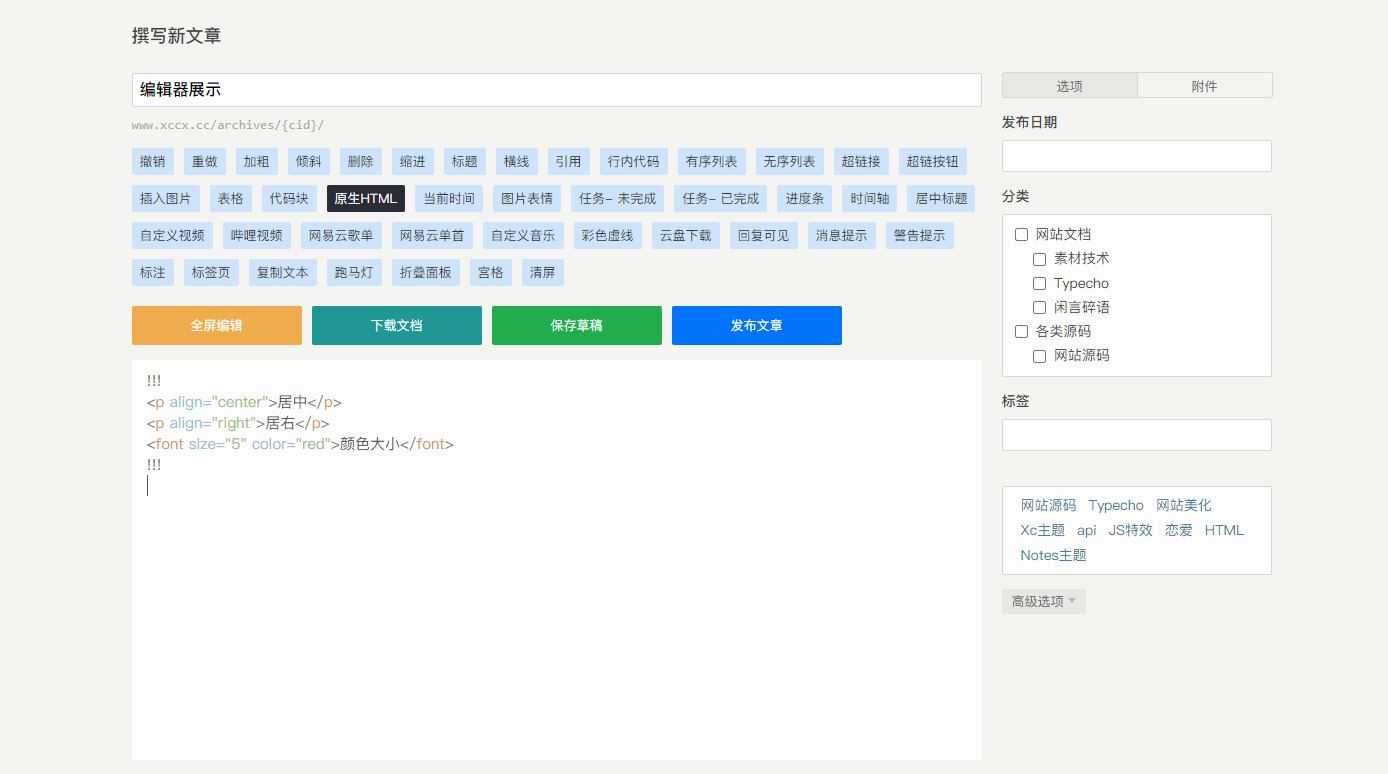 撰写新文章
编辑器展示
www.xccx.cc/archives/{cid}/
撤销 重做 加粗 倾斜 删除 缩进 标题 横线 引用 行内代码 有序列表 无序列表 超链接 超链按钮
插入图片 表格 代码块 原生HTML 当前时间 图片表情 任务- 未完成 任务- 已完成 进度条 时间轴 居中标题
自定义视频 哔哩视频 网易云歌单 网易云单首 自定义音乐 彩色虚线 云盘下载 回复可见 消息提示 警告提示
标注 标签页 复制文本 跑马灯 折叠面板 宫格 清屏
全屏编辑 下载文档 保存草稿 发布文章
!!!
<p align="center">居中</p>
<p align="right">居右</p>
<font size="5" color="red">颜色大小</font>
!!!
选项 附件
发布日期
分类
网站文档
素材技术
Typecho
闲言碎语
各类源码
网站源码
标签
网站源码 Typecho 网站美化
Xc主题 api JS特效 恋爱 HTML
Notes主题
高级选项